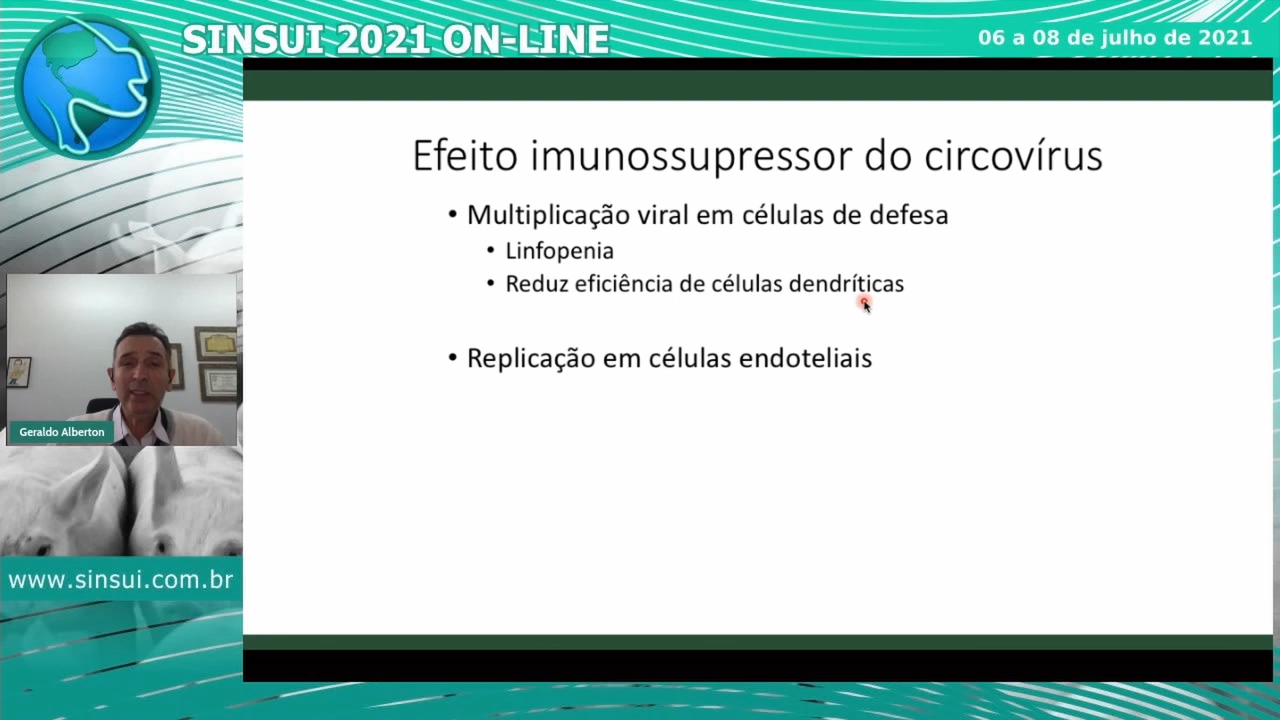 SINSUI 2021 ON-LINE
06 a 08 de julho de 2021
Efeito imunossupressor do circovírus
• Multiplicação viral em células de defesa
• Linfopenia
• Reduz eficiência de células dendríticas
• Replicação em células endoteliais
Geraldo Alberton
www.sinsui.com.br